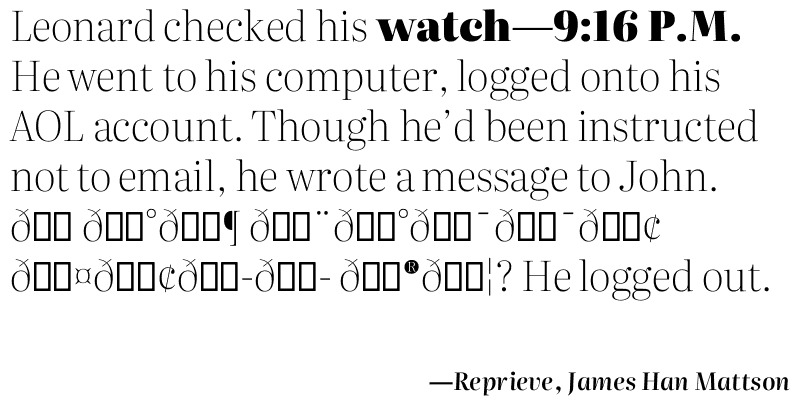 Leonard checked his watch—9:16 P.M.
He went to his computer, logged onto his
AOL account. Though he’d been instructed
not to email, he wrote a message to John.
ð▯▯ ð▯▯°ð▯▯¶ ð▯▯¨ð▯▯°ð▯▯¯ð▯▯¯ð▯▯¢
ð▯▯¤ð▯▯¢ð▯▯-ð▯▯- ð▯▯®ð▯▯¦? He logged out.
—Reprieve, James Han Mattson